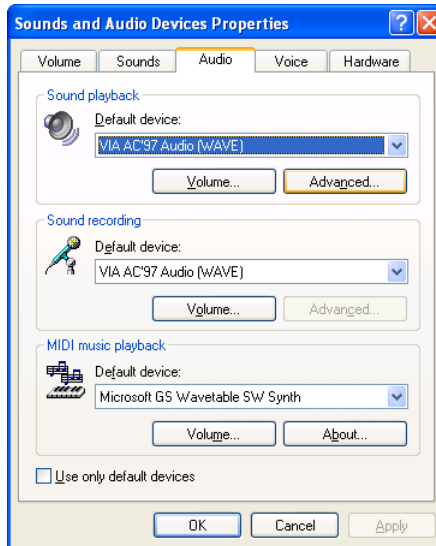 Sounds and Audio Devices Properties
Volume Sounds Audio Voice Hardware
Sound playback
Default device:
VIA AC'97 Audio (WAVE)
Volume... Advanced...
Sound recording
Default device:
VIA AC'97 Audio (WAVE)
Volume... Advanced...
MIDI music playback
Default device:
Microsoft GS Wavetable SW Synth
Volume... About...
Use only default devices
OK Cancel Apply